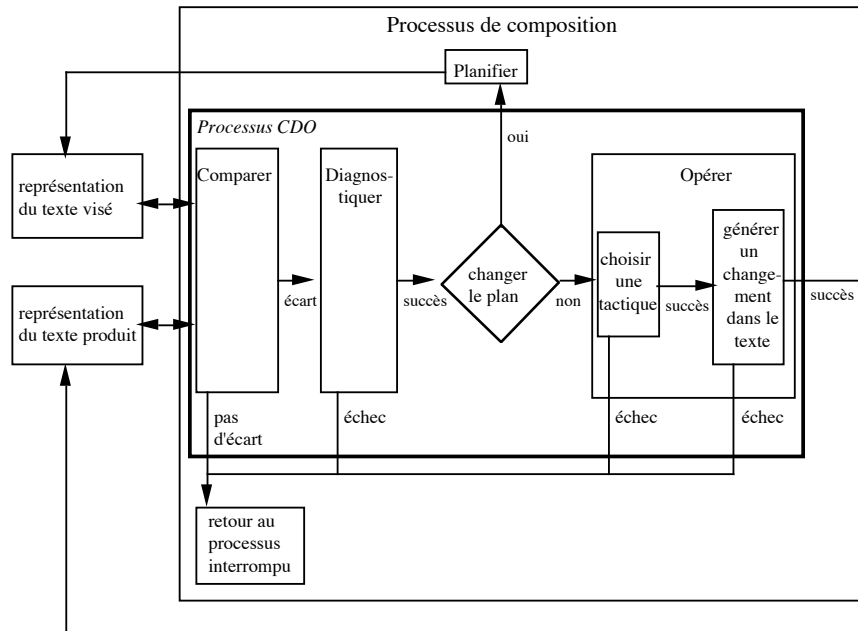 Processus de composition
Planifier
Processus CDO
oui
représentation
du texte visé
Comparer
Diagnos-
tiquer
Opérer
choisir
une
tactique
générer
un
change-
ment
dans le
texte
changer
le plan
écart
succès
non
succès
succès
représentation
du texte produit
pas
d'écart
échec
échec
échec
retour au
processus
interrompu